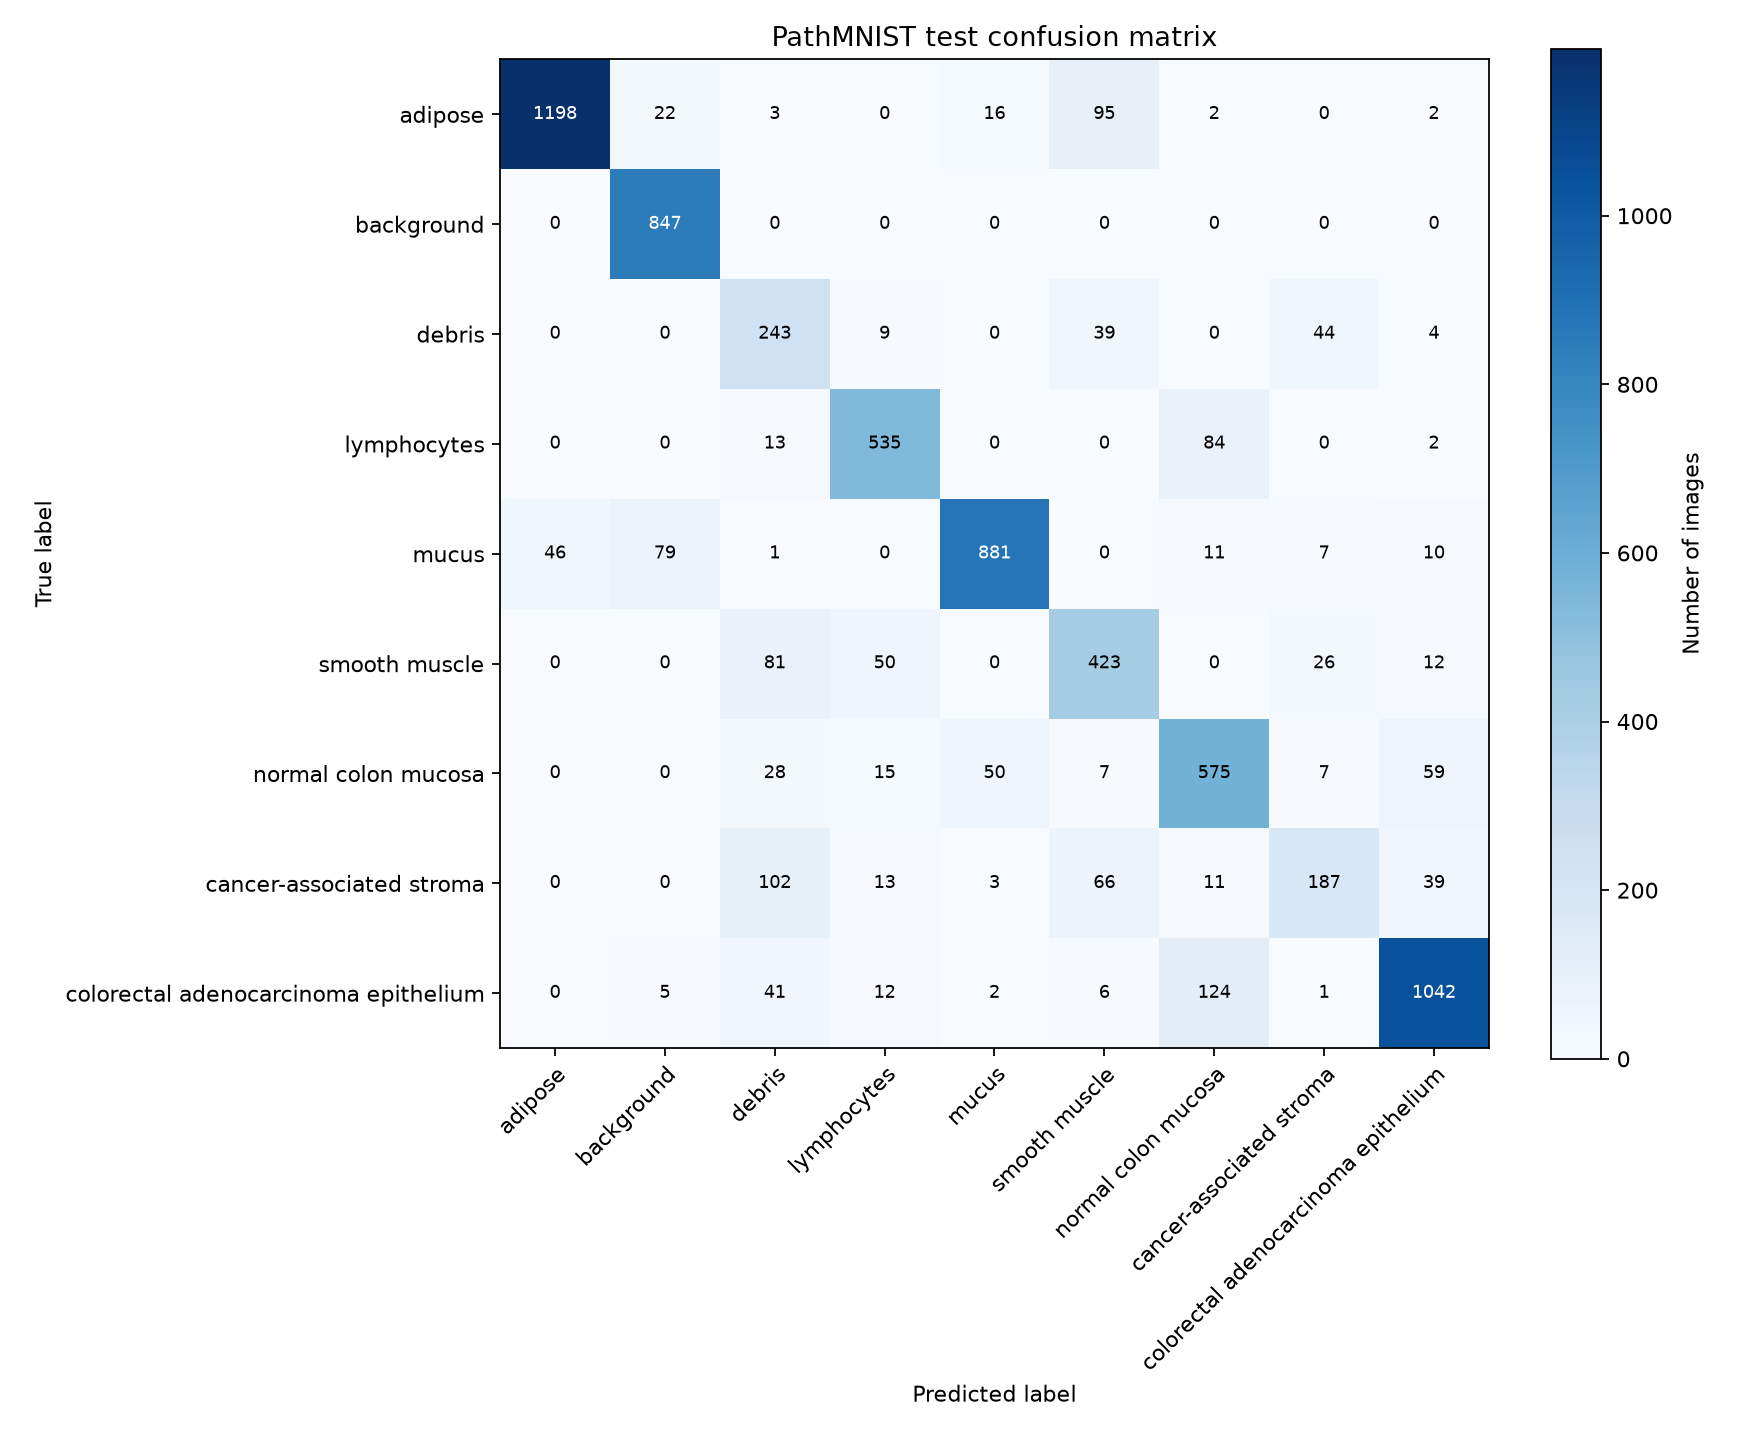 PathMNIST test confusion matrix
adipose 1198 22 3 0 16 95 2 0 2
background 0 847 0 0 0 0 0 0 0
debris 0 0 243 9 0 39 0 44 4
lymphocytes 0 0 13 535 0 0 84 0 2
mucus 46 79 1 0 881 0 11 7 10
smooth muscle 0 0 81 50 0 423 0 26 12
normal colon mucosa 0 0 28 15 50 7 575 7 59
cancer-associated stroma 0 0 102 13 3 66 11 187 39
colorectal adenocarcinoma epithelium 0 5 41 12 2 6 124 1 1042
True label
adipose
background
debris
lymphocytes
mucus
smooth muscle
normal colon mucosa
cancer-associated stroma
colorectal adenocarcinoma epithelium
Predicted label
1000
800
600
400
200
0
Number of images